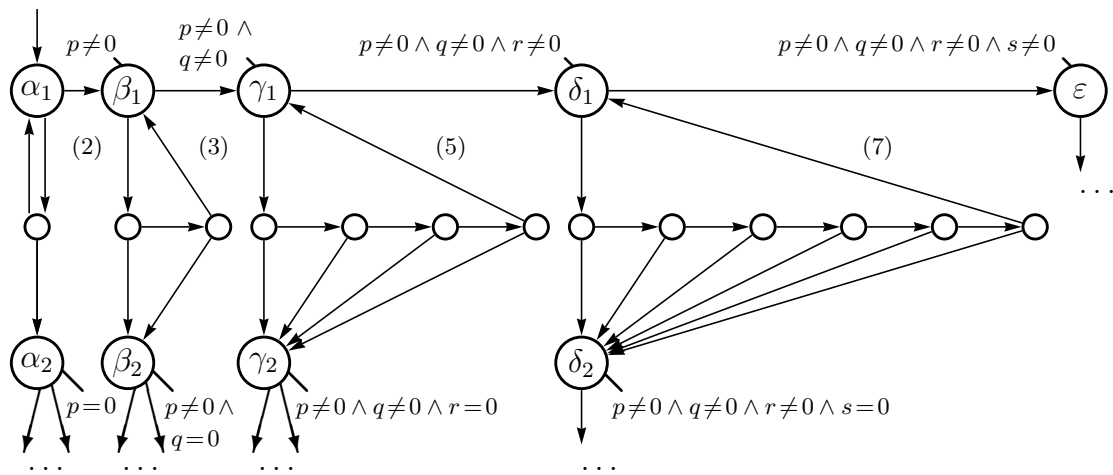 p≠0
p≠0 ∧
q≠0
p≠0 ∧ q≠0 ∧ r≠0
p≠0 ∧ q≠0 ∧ r≠0 ∧ s≠0
α₁
β₁
γ₁
δ₁
ε
(2)
(3)
(5)
(7)
...
α₂
β₂
γ₂
δ₂
p=0
p≠0 ∧
q=0
p≠0 ∧ q≠0 ∧ r=0
p≠0 ∧ q≠0 ∧ r≠0 ∧ s=0
...
...
...
...